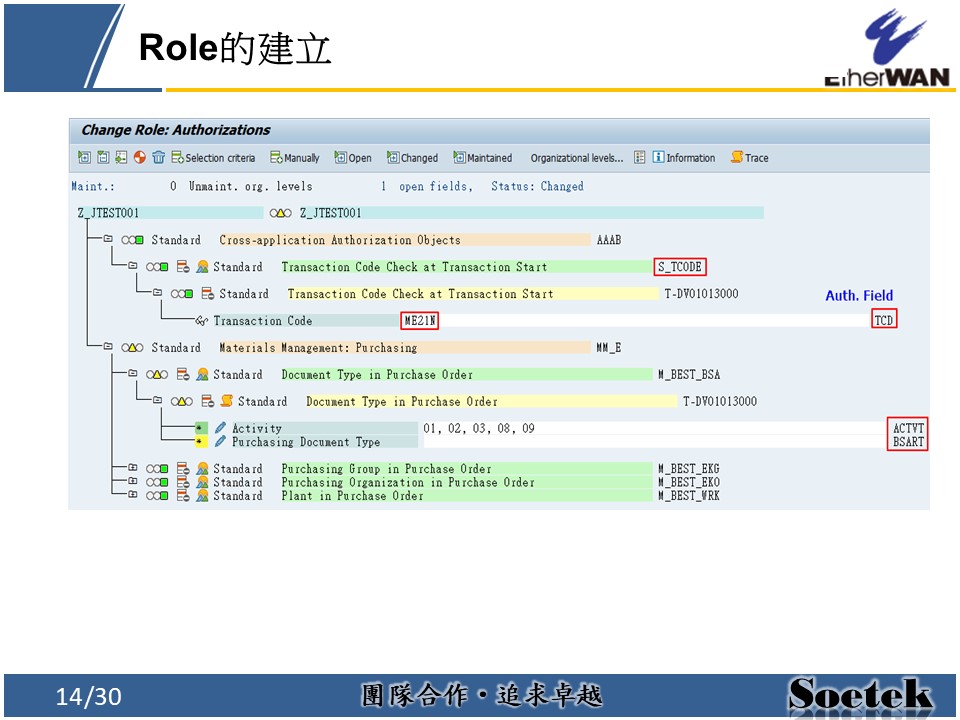 Role的建立
EtherWAN
Change Role: Authorizations
Selection criteria Manually Open Changed Maintained Organizational levels... Information Trace
Maint.: 0 Unmaint. org. levels 1 open fields, Status: Changed
Z_JTEST001 Z_JTEST001
Standard Cross-application Authorization Objects AAAB
Standard Transaction Code Check at Transaction Start S_TCODE
Standard Transaction Code Check at Transaction Start T-DV01013000
Auth. Field
Transaction Code ME21N TCD
Standard Materials Management: Purchasing MM_E
Standard Document Type in Purchase Order M_BEST_BSA
Standard Document Type in Purchase Order T-DV01013000
* Activity 01, 02, 03, 08, 09 ACTVT
* Purchasing Document Type BSART
Standard Purchasing Group in Purchase Order M_BEST_EKG
Standard Purchasing Organization in Purchase Order M_BEST_EKO
Standard Plant in Purchase Order M_BEST_WRK
14/30 團隊合作·追求卓越 Soetek